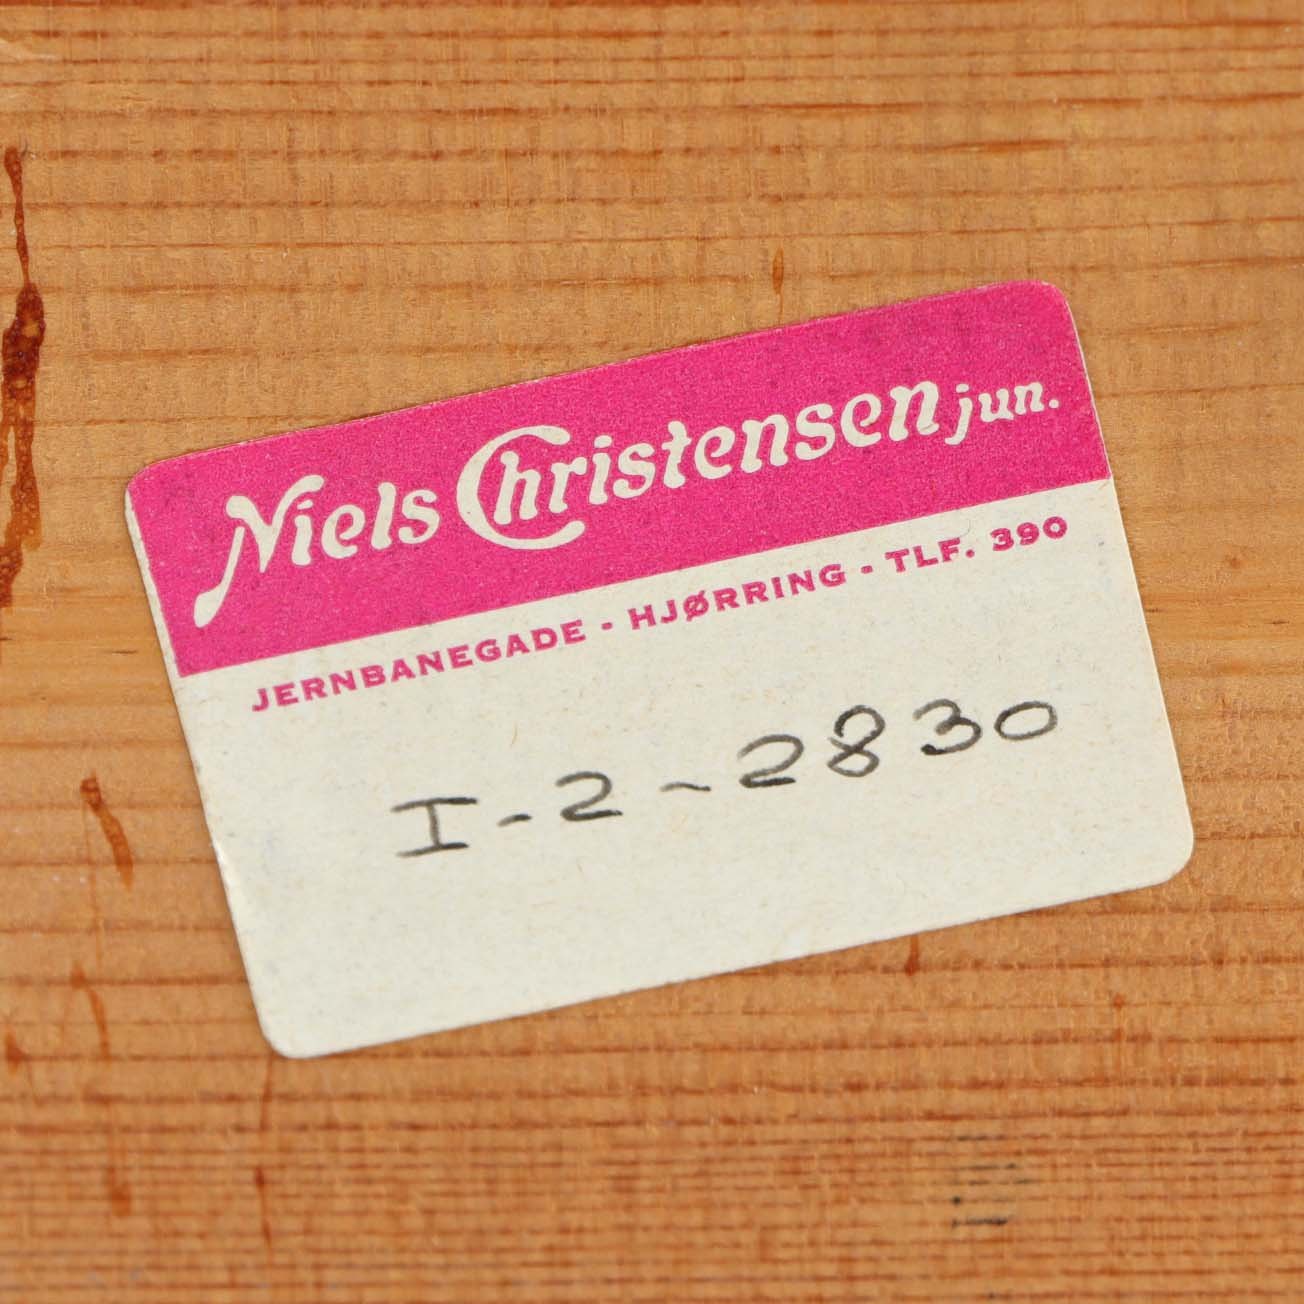 Niels Christensen jun.
JERNBANEGADE - HJØRRING - TLF. 390
I-2-2830